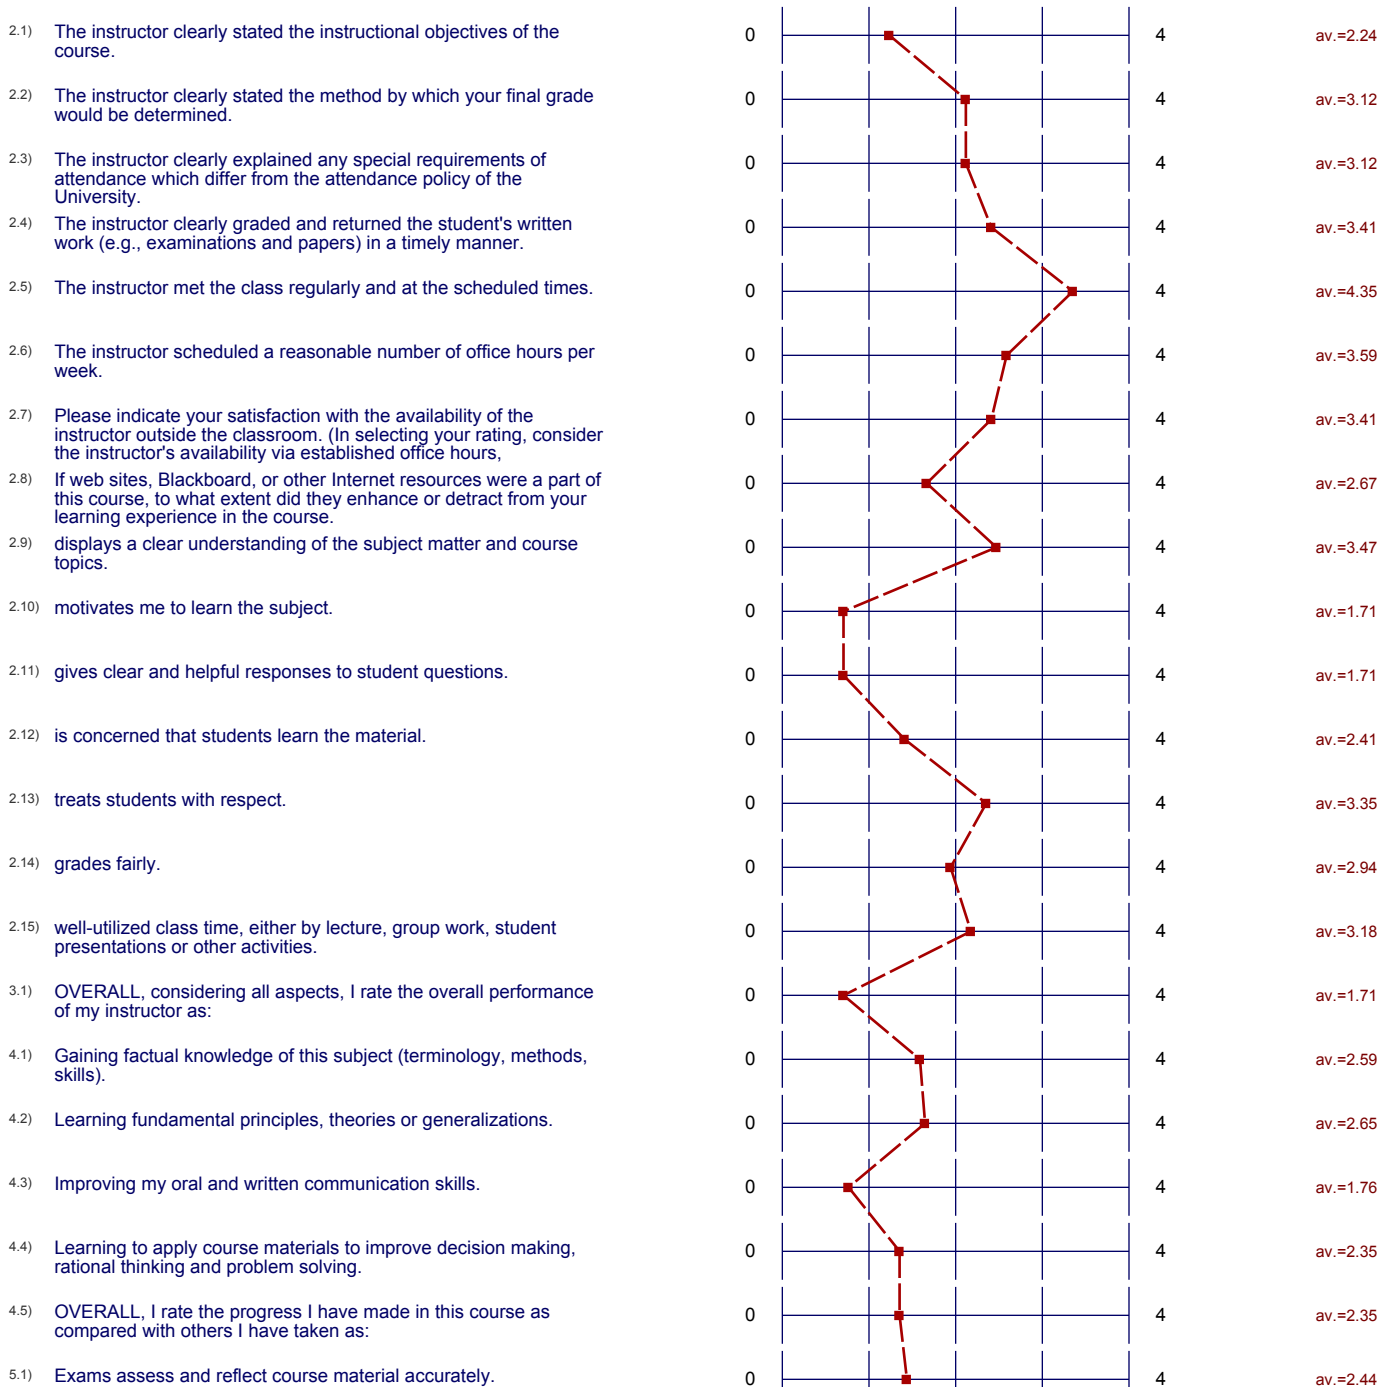 2.1) The instructor clearly stated the instructional objectives of the
course.
0 4 av.=2.24
2.2) The instructor clearly stated the method by which your final grade
would be determined.
0 4 av.=3.12
2.3) The instructor clearly explained any special requirements of
attendance which differ from the attendance policy of the
University.
0 4 av.=3.12
2.4) The instructor clearly graded and returned the student's written
work (e.g., examinations and papers) in a timely manner.
0 4 av.=3.41
2.5) The instructor met the class regularly and at the scheduled times.
0 4 av.=4.35
2.6) The instructor scheduled a reasonable number of office hours per
week.
0 4 av.=3.59
2.7) Please indicate your satisfaction with the availability of the
instructor outside the classroom. (In selecting your rating, consider
the instructor's availability via established office hours,
0 4 av.=3.41
2.8) If web sites, Blackboard, or other Internet resources were a part of
this course, to what extent did they enhance or detract from your
learning experience in the course.
0 4 av.=2.67
2.9) displays a clear understanding of the subject matter and course
topics.
0 4 av.=3.47
2.10) motivates me to learn the subject.
0 4 av.=1.71
2.11) gives clear and helpful responses to student questions.
0 4 av.=1.71
2.12) is concerned that students learn the material.
0 4 av.=2.41
2.13) treats students with respect.
0 4 av.=3.35
2.14) grades fairly.
0 4 av.=2.94
2.15) well-utilized class time, either by lecture, group work, student
presentations or other activities.
0 4 av.=3.18
3.1) OVERALL, considering all aspects, I rate the overall performance
of my instructor as:
0 4 av.=1.71
4.1) Gaining factual knowledge of this subject (terminology, methods,
skills).
0 4 av.=2.59
4.2) Learning fundamental principles, theories or generalizations.
0 4 av.=2.65
4.3) Improving my oral and written communication skills.
0 4 av.=1.76
4.4) Learning to apply course materials to improve decision making,
rational thinking and problem solving.
0 4 av.=2.35
4.5) OVERALL, I rate the progress I have made in this course as
compared with others I have taken as:
0 4 av.=2.35
5.1) Exams assess and reflect course material accurately.
0 4 av.=2.44